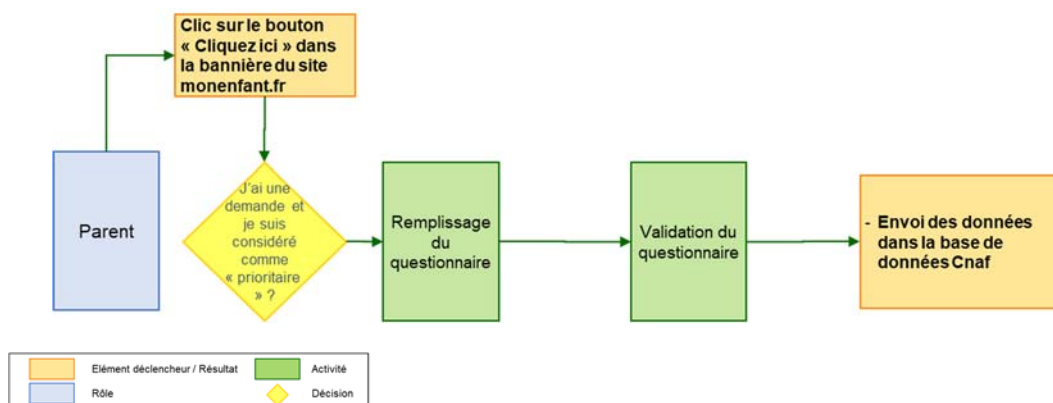 Clic sur le bouton
« Cliquez ici » dans
la bannière du site
monenfant.fr
Parent
J’ai une
demande et
je suis
considéré
comme
« prioritaire
» ?
Remplissage
du
questionnaire
Validation du
questionnaire
- Envoi des données
dans la base de
données Cnaf
Elément déclencheur / Résultat
Activité
Rôle
Décision